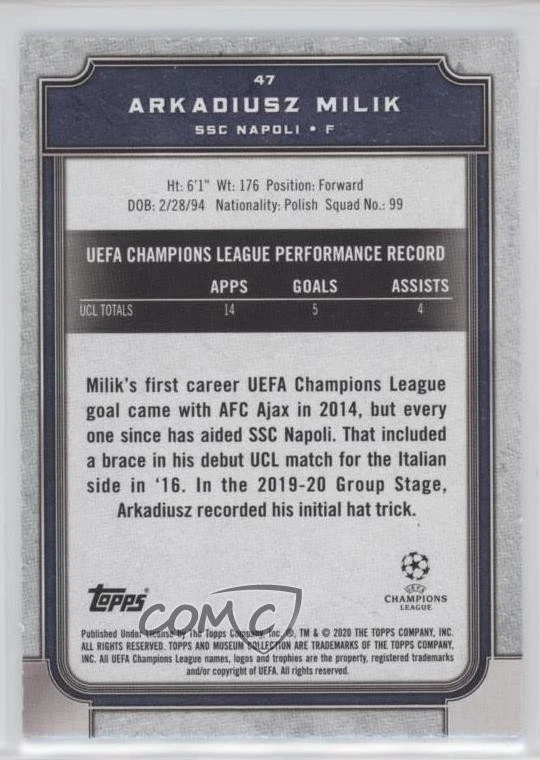 47
ARKADIUSZ MILIK
SSC NAPOLI • F
Ht: 6'1" Wt: 176 Position: Forward
DOB: 2/28/94 Nationality: Polish Squad No.: 99
UEFA CHAMPIONS LEAGUE PERFORMANCE RECORD
APPS GOALS ASSISTS
UCL TOTALS 14 5 4
Milik's first career UEFA Champions League
goal came with AFC Ajax in 2014, but every
one since has aided SSC Napoli. That included
a brace in his debut UCL match for the Italian
side in '16. In the 2019-20 Group Stage,
Arkadiusz recorded his initial hat trick.
Topps
COMC
UEFA
CHAMPIONS
LEAGUE
Published Under License by The Topps Company, Inc. ®, TM & © 2020 THE TOPPS COMPANY, INC.
ALL RIGHTS RESERVED. TOPPS AND MUSEUM COLLECTION ARE TRADEMARKS OF THE TOPPS COMPANY,
INC. All UEFA Champions League names, logos and trophies are the property, registered trademarks
and/or copyright of UEFA. All rights reserved.